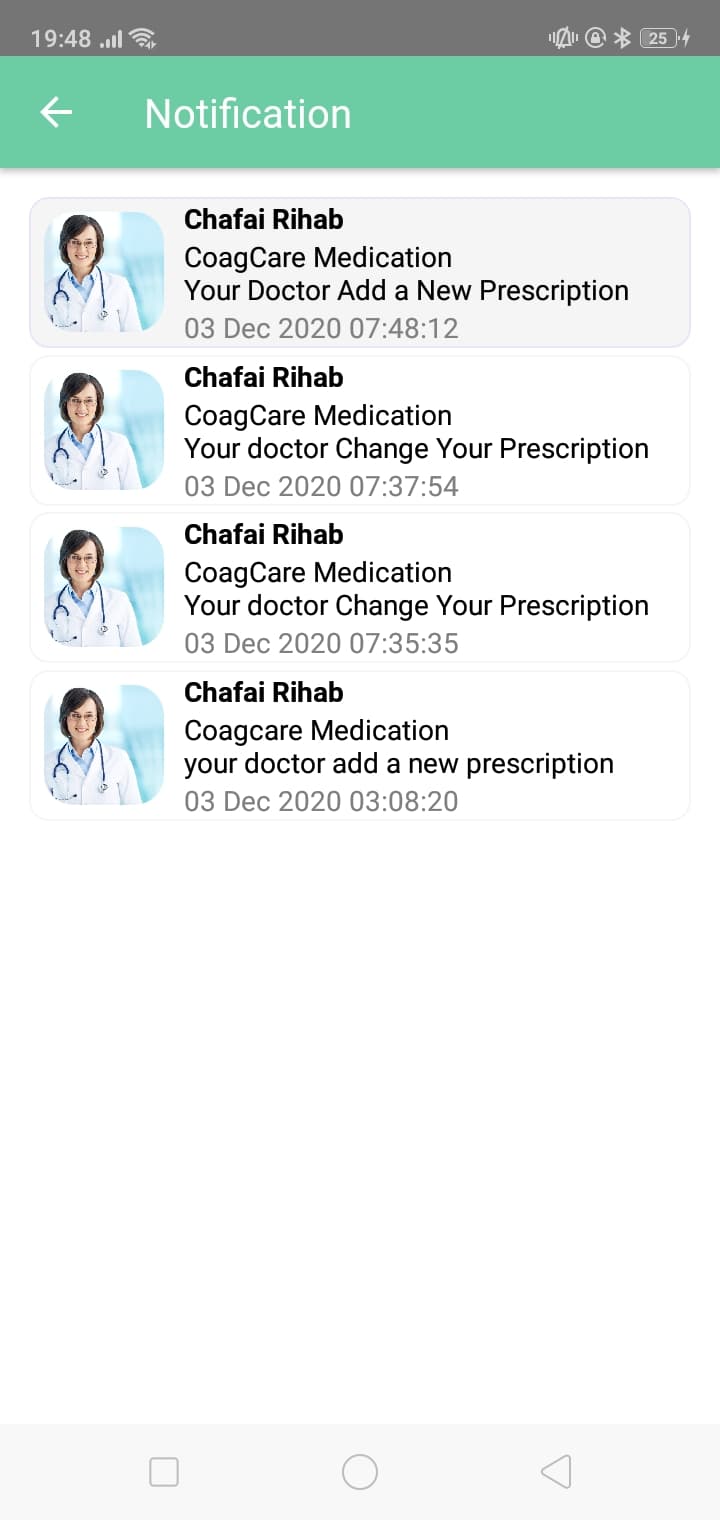 19:48
25
Notification
Chafai Rihab
CoagCare Medication
Your Doctor Add a New Prescription
03 Dec 2020 07:48:12
Chafai Rihab
CoagCare Medication
Your doctor Change Your Prescription
03 Dec 2020 07:37:54
Chafai Rihab
CoagCare Medication
Your doctor Change Your Prescription
03 Dec 2020 07:35:35
Chafai Rihab
Coagcare Medication
your doctor add a new prescription
03 Dec 2020 03:08:20